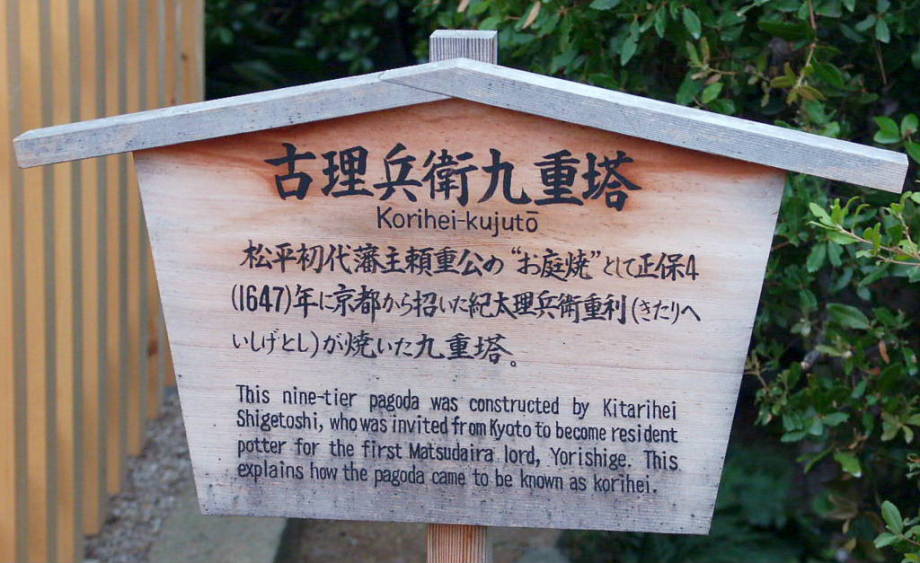 古理兵衛九重塔
Korihei-kujutō
松平初代藩主頼重公の“お庭焼”として正保4
(1647)年に京都から招いた紀太理兵衛重利(きたりへ
いしげとし)が焼いた九重塔。
This nine-tier pagoda was constructed by Kitarihei
Shigetoshi, who was invited from Kyoto to become resident
potter for the first Matsudaira lord, Yorishige. This
explains how the pagoda came to be known as korihei.